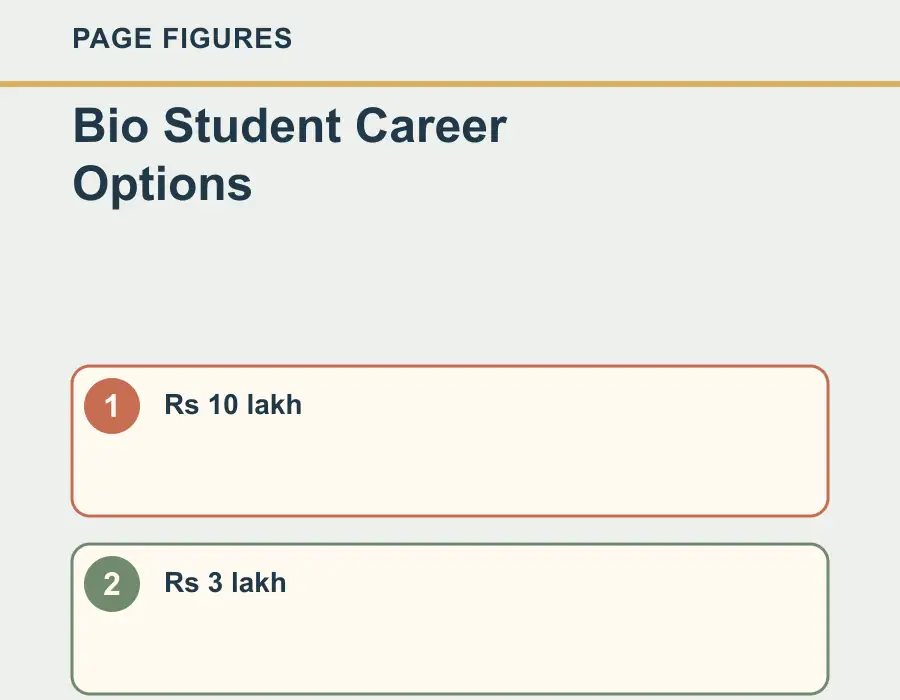 PAGE FIGURES
Bio Student Career
Options
1
Rs 10 lakh
2
Rs 3 lakh